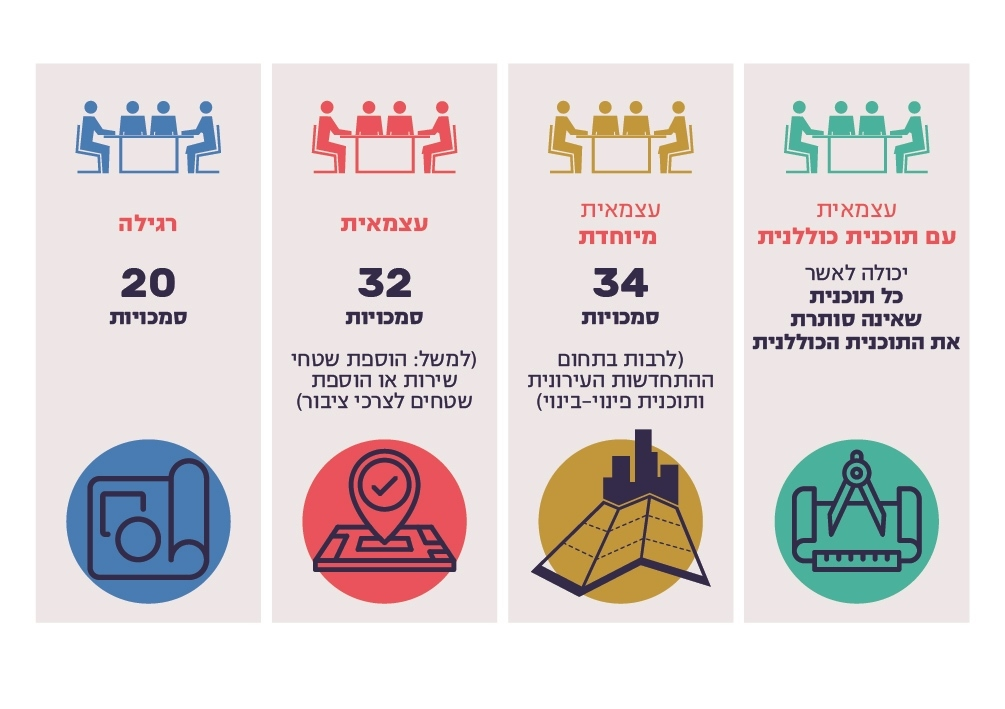 עצמאית
עם תוכנית כוללנית
יכולה לאשר
כל תוכנית
שאינה סותרת
את התוכנית הכוללנית
עצמאית
מיוחדת
34
סמכויות
(לרבות בתחום
ההתחדשות העירונית
ותוכנית פינוי-בינוי)
עצמאית
32
סמכויות
(למשל: הוספת שטחי
שירות או הוספת
שטחים לצרכי ציבור)
רגילה
20
סמכויות